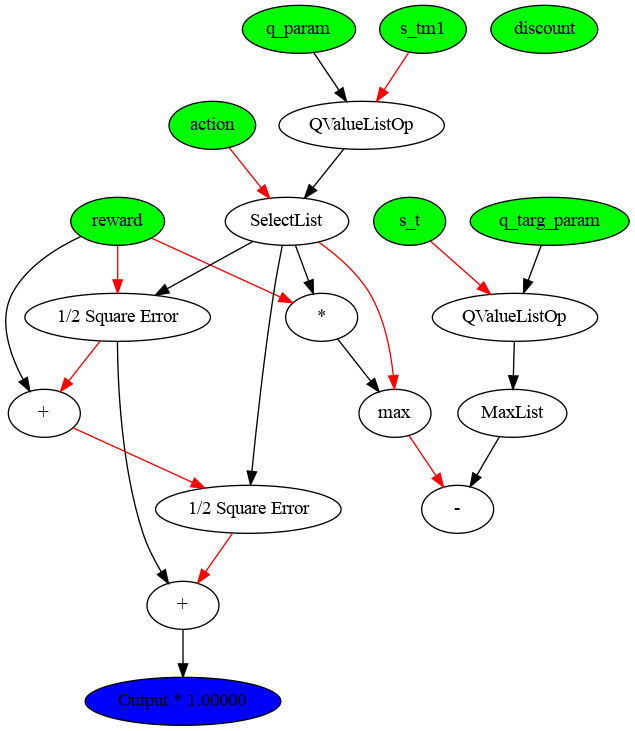 q_param
s_tm1
discount
action
QValueListOp
reward
SelectList
s_t
q_targ_param
1/2 Square Error
*
QValueListOp
+
max
MaxList
1/2 Square Error
-
+
Output * 1.00000